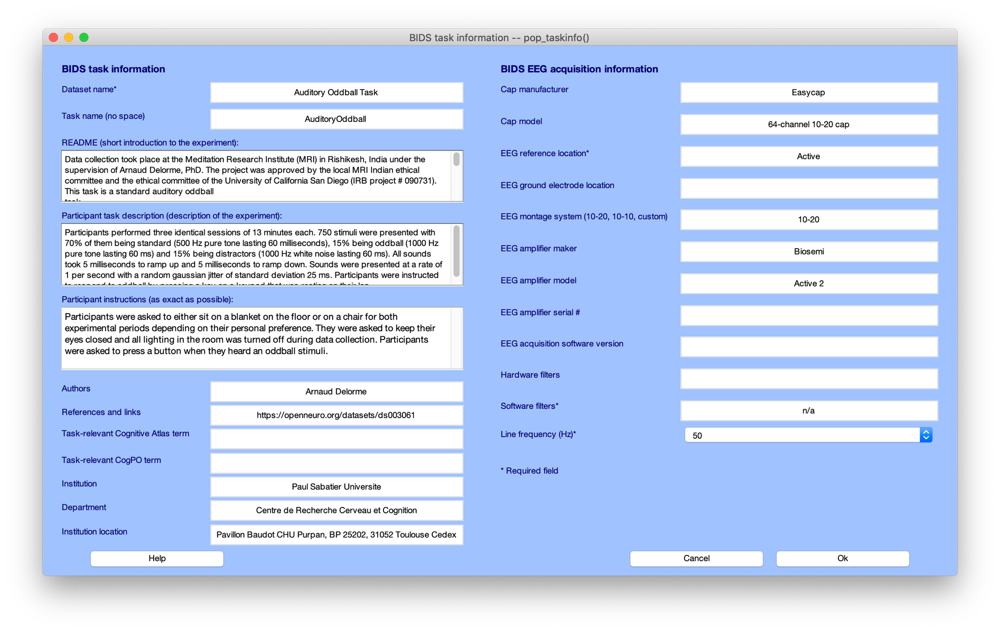 BIDS task information -- pop_taskinfo()
BIDS task information
Dataset name*
Auditory Oddball Task
Task name (no space)
AuditoryOddball
README (short introduction to the experiment):
Data collection took place at the Meditation Research Institute (MRI) in Rishikesh, India under the
supervision of Arnaud Delorme, PhD. The project was approved by the local MRI Indian ethical
committee and the ethical committee of the University of California San Diego (IRB project # 090731).
This task is a standard auditory oddball
Participant task description (description of the experiment):
Participants performed three identical sessions of 13 minutes each. 750 stimuli were presented with
70% of them being standard (500 Hz pure tone lasting 60 milliseconds), 15% being oddball (1000 Hz
pure tone lasting 60 ms) and 15% being distractors (1000 Hz white noise lasting 60 ms). All sounds
took 5 milliseconds to ramp up and 5 milliseconds to ramp down. Sounds were presented at a rate of
1 per second with a random gaussian jitter of standard deviation 25 ms. Participants were instructed
to respond to oddball by pressing a key on a keypad that was resting on their lap.
Participant instructions (as exact as possible):
Participants were asked to either sit on a blanket on the floor or on a chair for both
experimental periods depending on their personal preference. They were asked to keep their
eyes closed and all lighting in the room was turned off during data collection. Participants
were asked to press a button when they heard an oddball stimuli.
Authors
Arnaud Delorme
References and links
https://openneuro.org/datasets/ds003061
Task-relevant Cognitive Atlas term
Task-relevant CogPO term
Institution
Paul Sabatier Universite
Department
Centre de Recherche Cerveau et Cognition
Institution location
Pavillon Baudot CHU Purpan, BP 25202, 31052 Toulouse Cedex
Help
BIDS EEG acquisition information
Cap manufacturer
Easycap
Cap model
64-channel 10-20 cap
EEG reference location*
Active
EEG ground electrode location
EEG montage system (10-20, 10-10, custom)
10-20
EEG amplifier maker
Biosemi
EEG amplifier model
Active 2
EEG amplifier serial #
EEG acquisition software version
Hardware filters
Software filters*
n/a
Line frequency (Hz)*
50
* Required field
Cancel
Ok